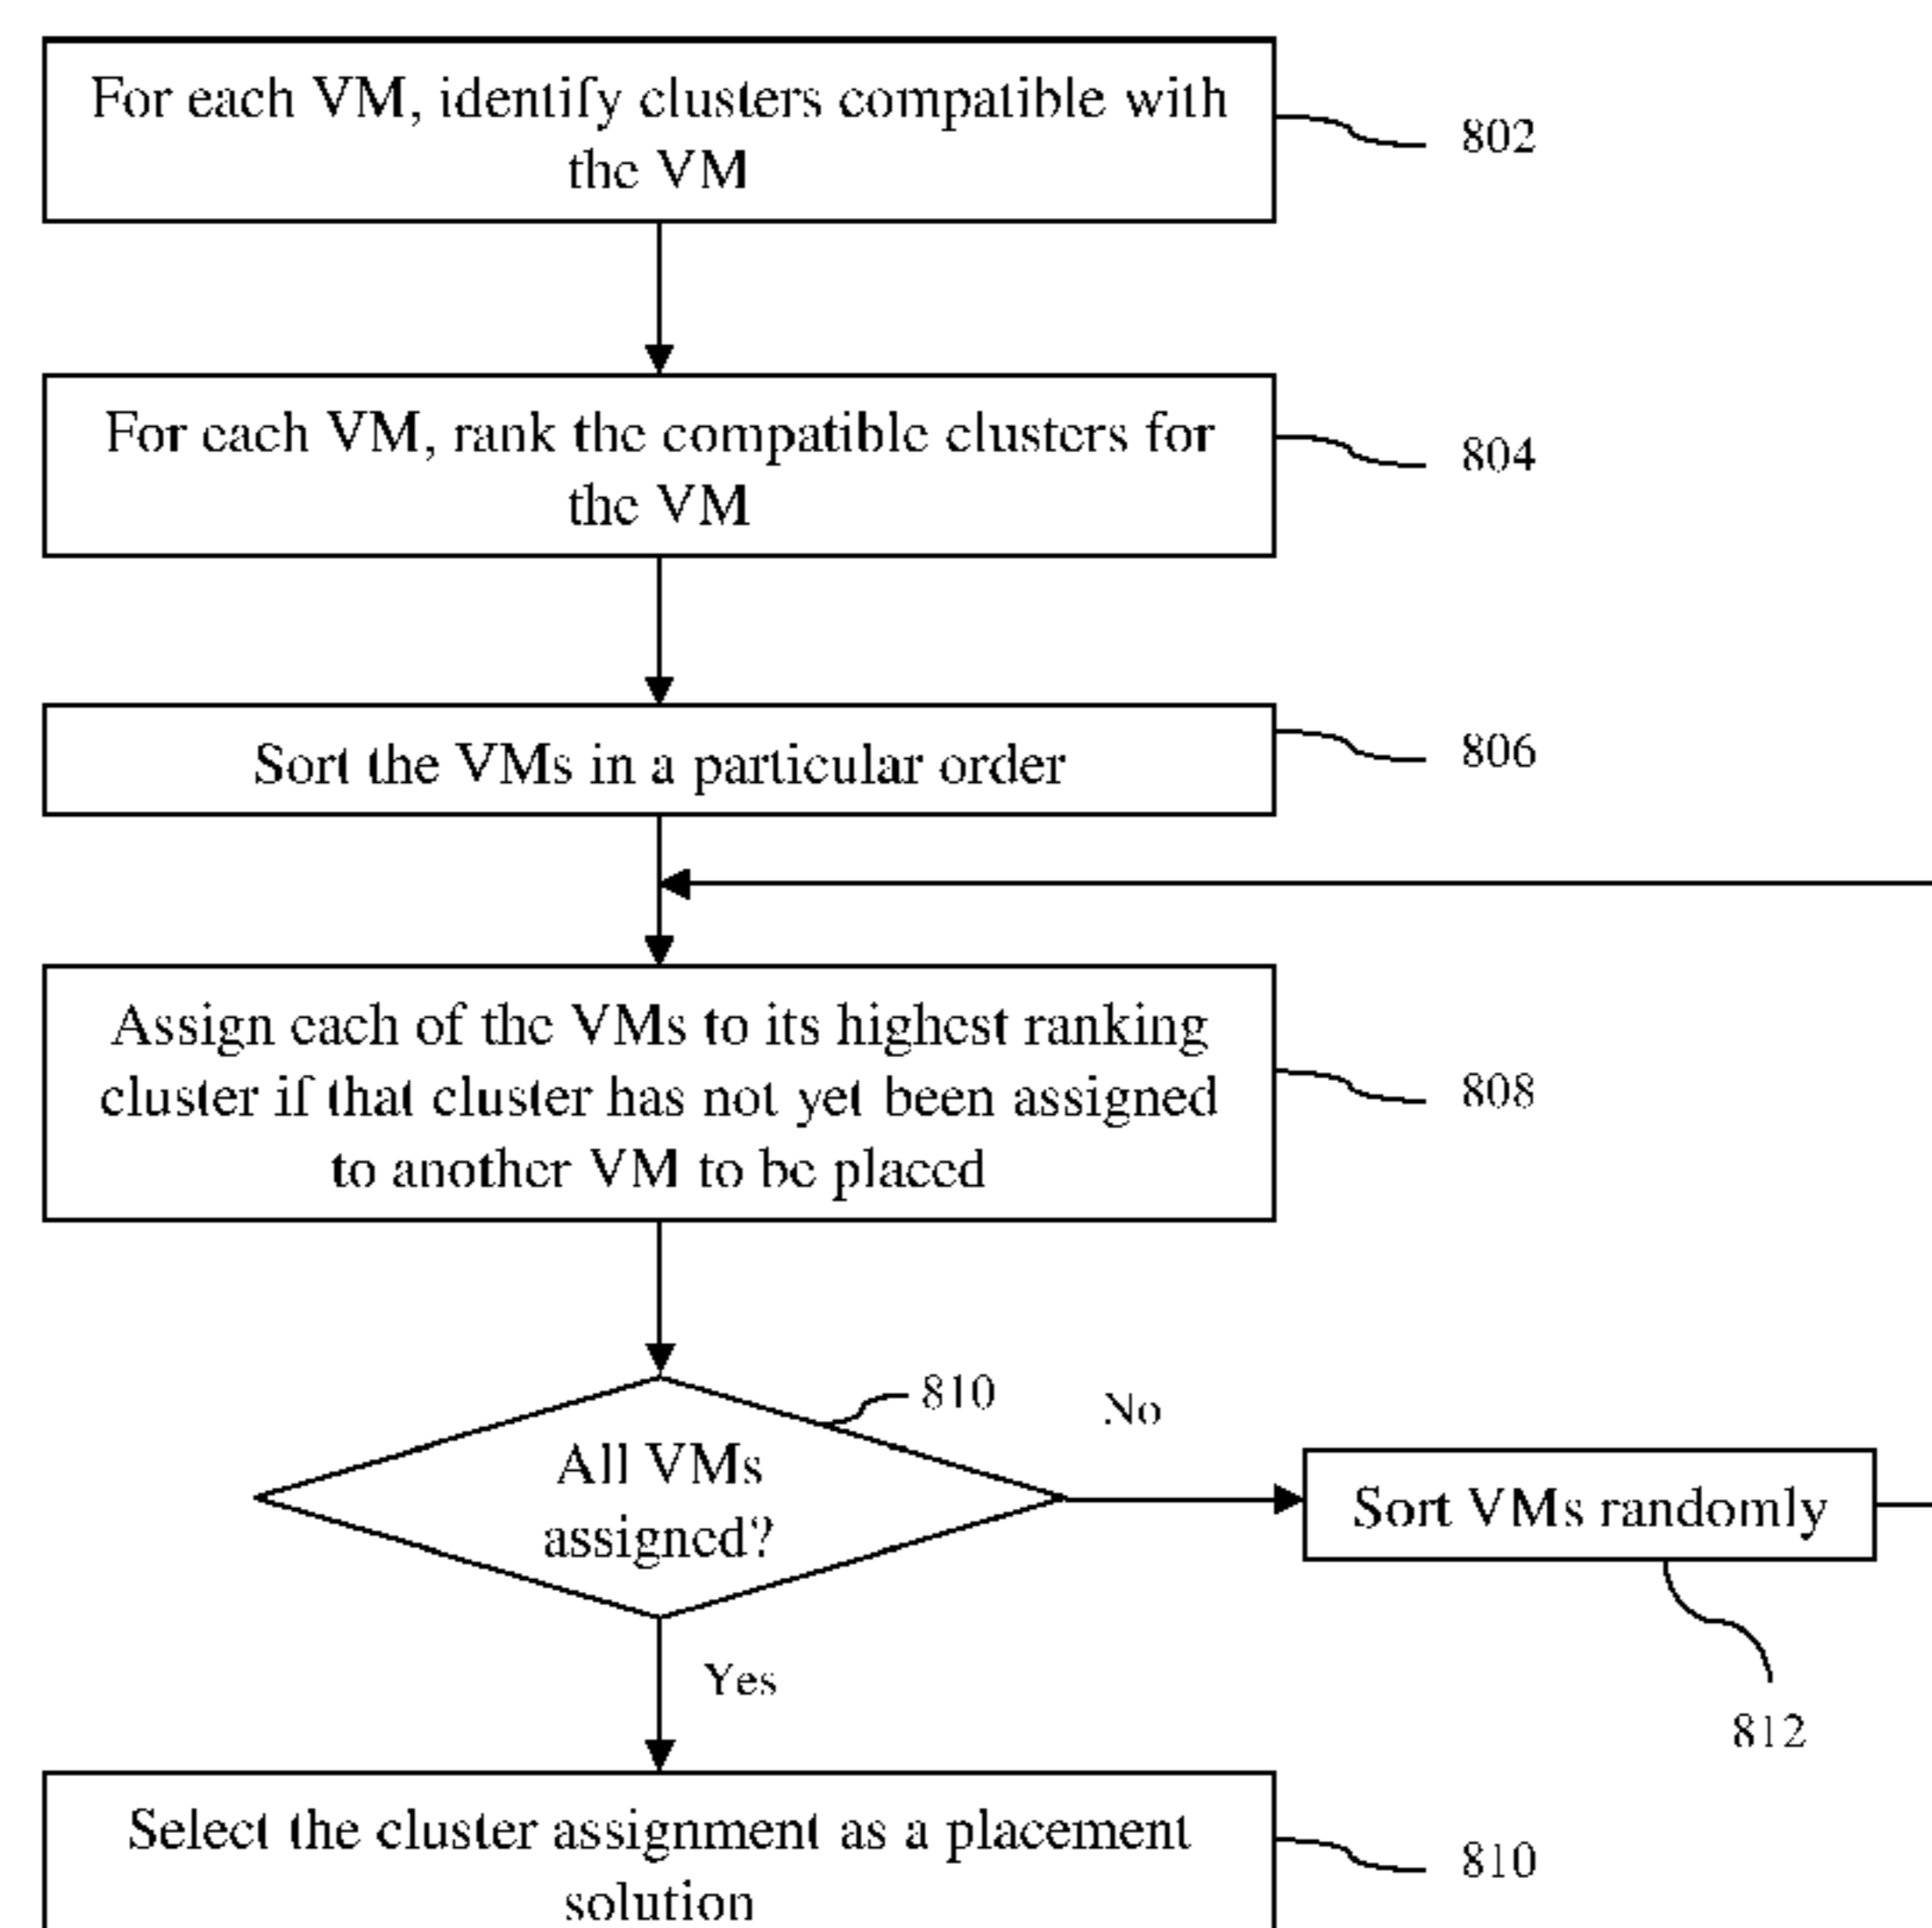 For each VM, identify clusters compatible with
the VM
802
For each VM, rank the compatible clusters for
the VM
804
Sort the VMs in a particular order
806
Assign each of the VMs to its highest ranking
cluster if that cluster has not yet been assigned
to another VM to be placed
808
810
No
All VMs
assigned?
Sort VMs randomly
Yes
812
Select the cluster assignment as a placement
solution
810